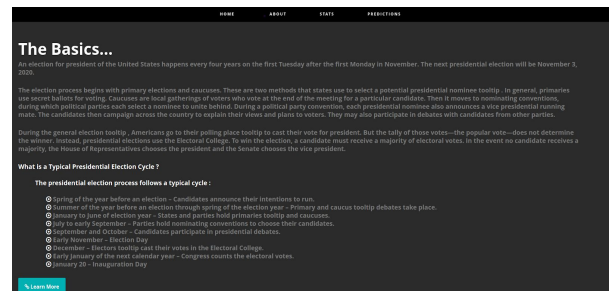 HOME ABOUT STATS PREDICTIONS
The Basics...
An election for president of the United States happens every four years on the first Tuesday after the first Monday in November. The next presidential election will be November 3,
2020.
The election process begins with primary elections and caucuses. These are two methods that states use to select a potential presidential nominee tooltip . In general, primaries
use secret ballots for voting. Caucuses are local gatherings of voters who vote at the end of the meeting for a particular candidate. Then it moves to nominating conventions,
during which political parties each select a nominee to unite behind. During a political party convention, each presidential nominee also announces a vice presidential running
mate. The candidates then campaign across the country to explain their views and plans to voters. They may also participate in debates with candidates from other parties.
During the general election tooltip , Americans go to their polling place tooltip to cast their vote for president. But the tally of those votes—the popular vote—does not determine
the winner. Instead, presidential elections use the Electoral College. To win the election, a candidate must receive a majority of electoral votes. In the event no candidate receives a
majority, the House of Representatives chooses the president and the Senate chooses the vice president.
What is a Typical Presidential Election Cycle ?
The presidential election process follows a typical cycle :
Spring of the year before an election – Candidates announce their intentions to run.
Summer of the year before an election through spring of the election year – Primary and caucus tooltip debates take place.
January to June of election year – States and parties hold primaries tooltip and caucuses.
July to early September – Parties hold nominating conventions to choose their candidates.
September and October – Candidates participate in presidential debates.
Early November – Election Day
December – Electors tooltip cast their votes in the Electoral College.
Early January of the next calendar year – Congress counts the electoral votes.
January 20 – Inauguration Day
Learn More